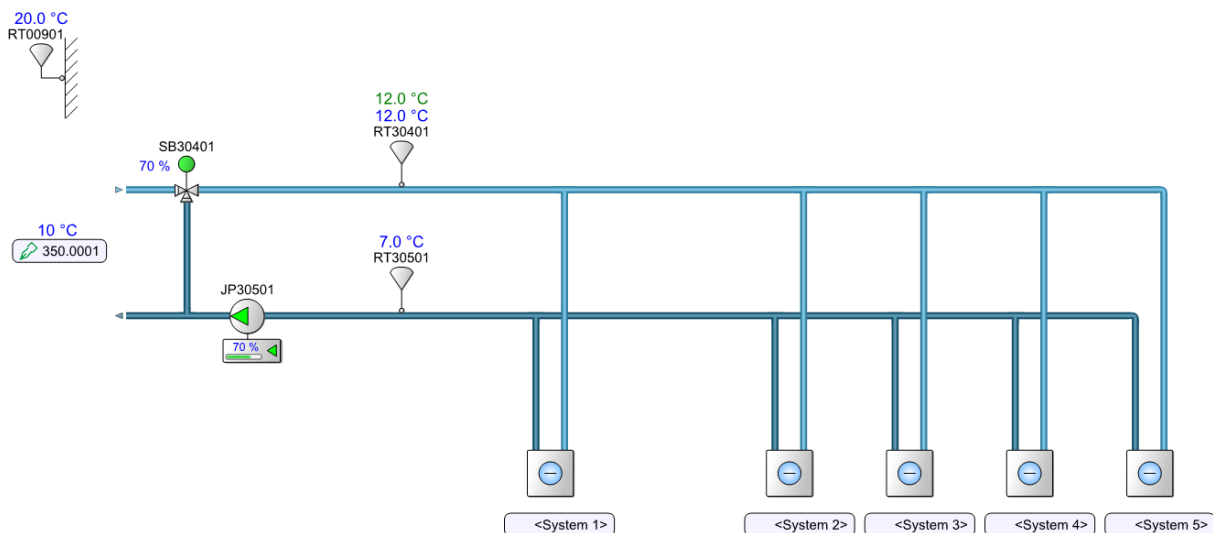 20.0 °C
RT00901
12.0 °C
12.0 °C
RT30401
SB30401
70 %
10 °C
350.0001
7.0 °C
RT30501
JP30501
70 %
<System 1>
<System 2>
<System 3>
<System 4>
<System 5>